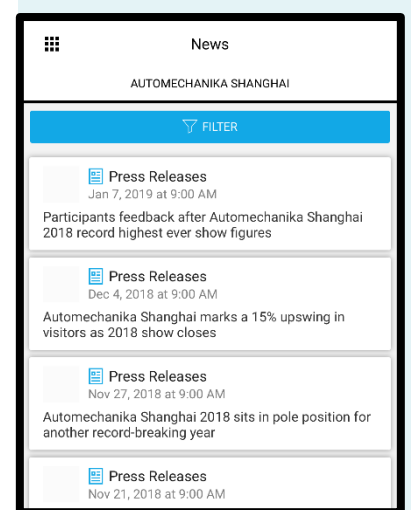 News
AUTOMECHANIKA SHANGHAI
FILTER
Press Releases
Jan 7, 2019 at 9:00 AM
Participants feedback after Automechanika Shanghai
2018 record highest ever show figures
Press Releases
Dec 4, 2018 at 9:00 AM
Automechanika Shanghai marks a 15% upswing in
visitors as 2018 show closes
Press Releases
Nov 27, 2018 at 9:00 AM
Automechanika Shanghai 2018 sits in pole position for
another record-breaking year
Press Releases
Nov 21, 2018 at 9:00 AM